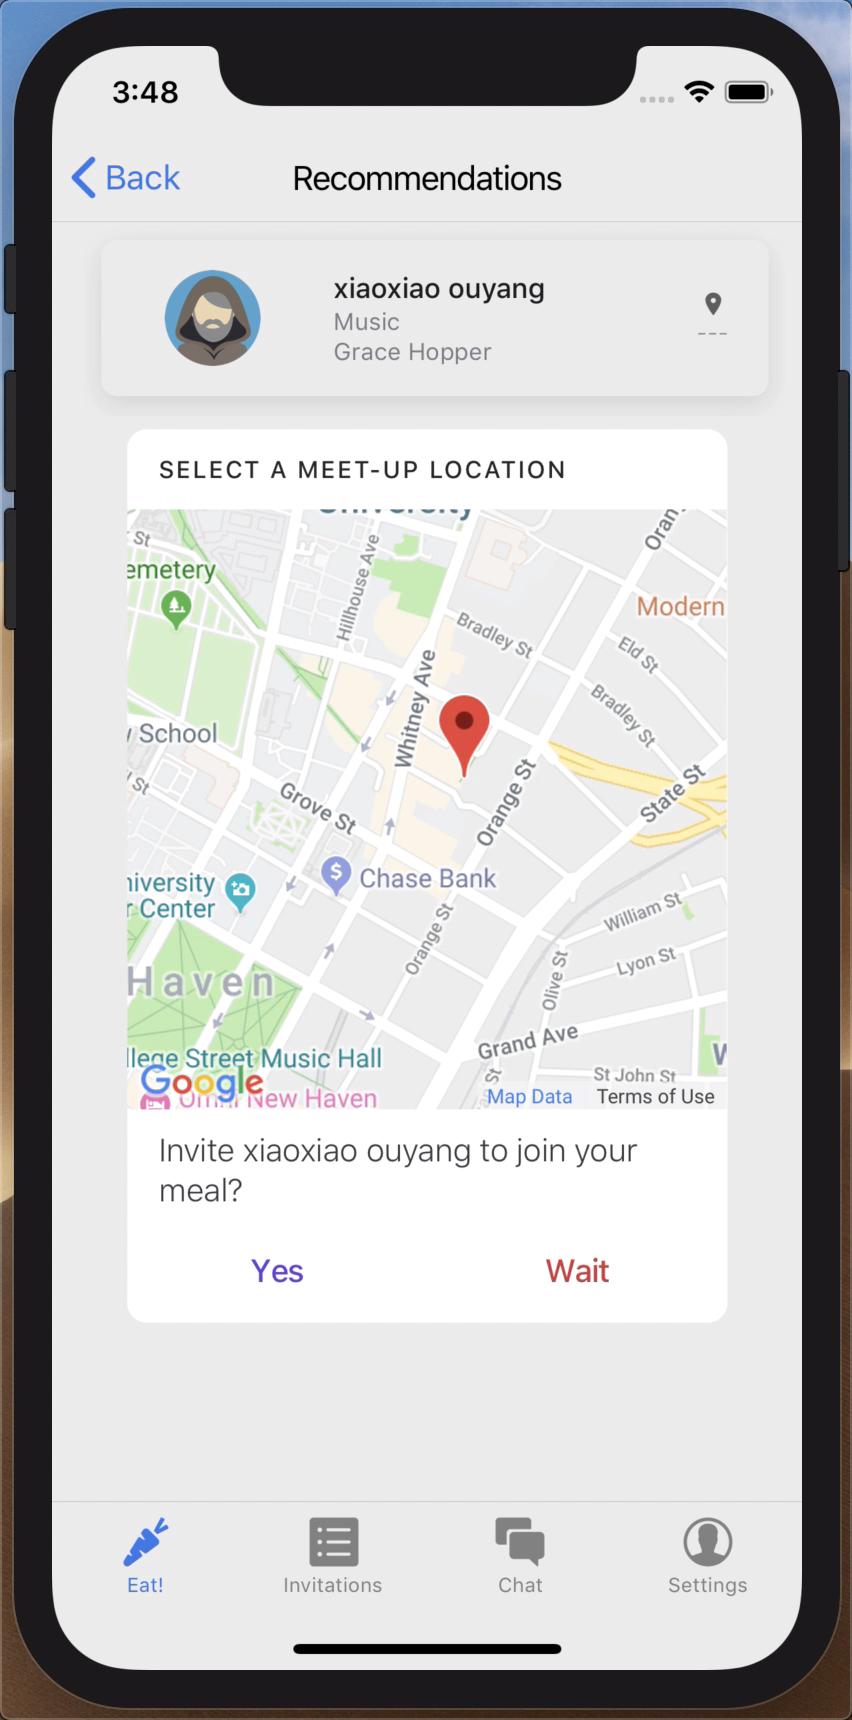 3:48
Back
Recommendations
xiaoxiao ouyang
Music
Grace Hopper
---
SELECT A MEET-UP LOCATION
University
Oran
St
emetery
Hillhouse Ave
Modern
Bradley St
Eld St
Whitney Ave
Bradley St
School
St
Grove St
Orange St
State St
$
Chase Bank
niversity
r Center
William St
Orange St
Lyon St
Olive St
Haven
Grand Ave
llege Street Music Hall
St John St
W
St
Google
Omni New Haven
Map Data
Terms of Use
Invite xiaoxiao ouyang to join your
meal?
Yes
Wait
Eat!
Invitations
Chat
Settings